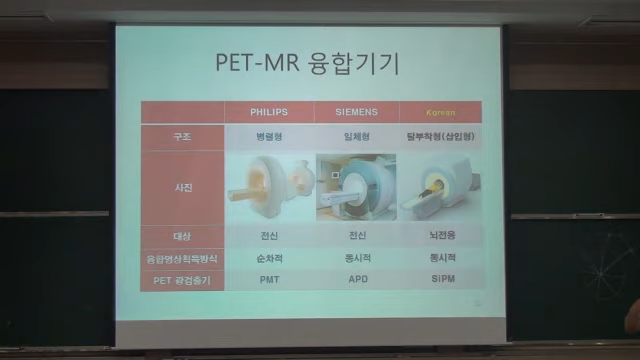 PET-MR 융합기기
PHILIPS SIEMENS Korean
구조 병렬형 일체형 탈부착형(삽입형)
사진
대상 전신 전신 뇌전용
융합영상획득방식 순차적 동시적 동시적
PET 광검출기 PMT APD SiPM